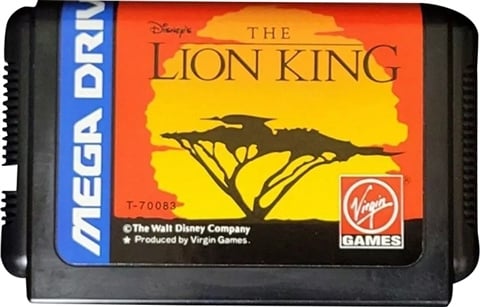 MEGA DRIV
Disney's
THE
LION KING
T-70083
© The Walt Disney Company
★ Produced by Virgin Games.
Virgin
GAMES